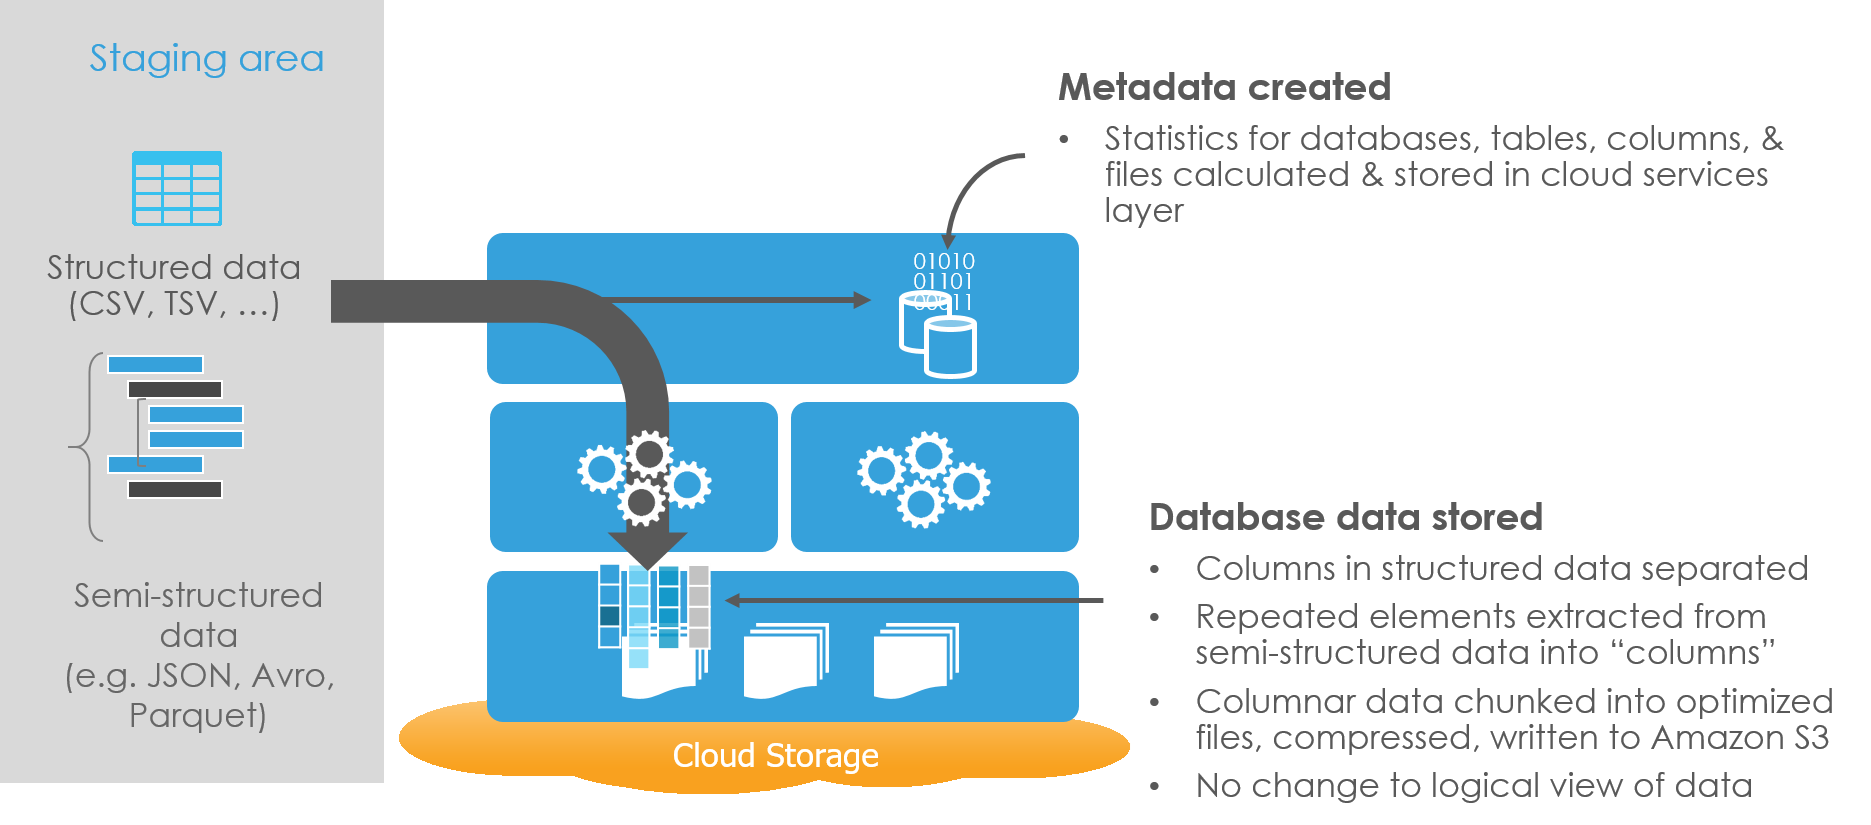 Staging area
Structured data
(CSV, TSV, …)
Semi-structured
data
(e.g. JSON, Avro,
Parquet)
Metadata created
• Statistics for databases, tables, columns, &
files calculated & stored in cloud services
layer
01010
01101
00011
Database data stored
• Columns in structured data separated
• Repeated elements extracted from
semi-structured data into “columns”
• Columnar data chunked into optimized
files, compressed, written to Amazon S3
• No change to logical view of data
Cloud Storage